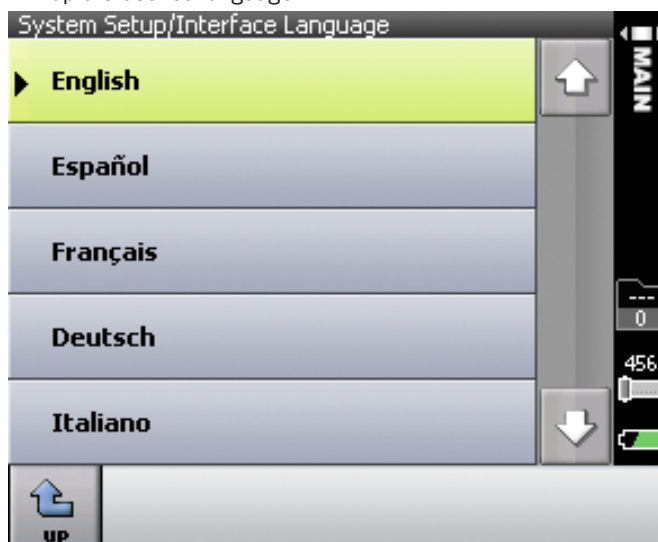 System Setup/Interface Language
English
Español
Français
Deutsch
Italiano
MAIN
---
0
456
UP